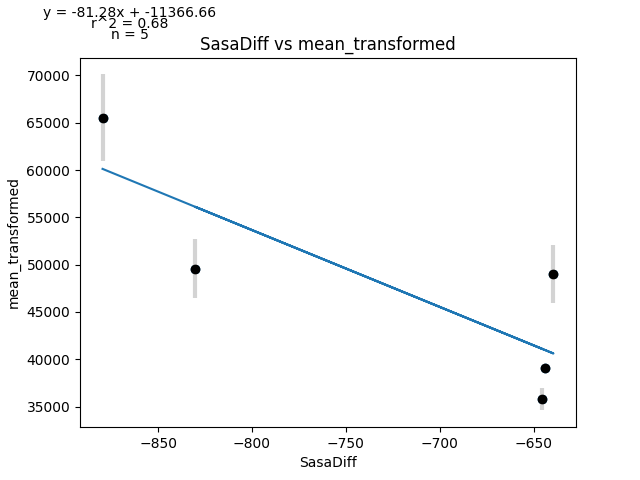 y = -81.28x + -11366.66
r^2 = 0.68
n = 5
SasaDiff vs mean_transformed
70000
65000
60000
55000
50000
45000
40000
35000
mean_transformed
−850
−800
−750
−700
−650
SasaDiff